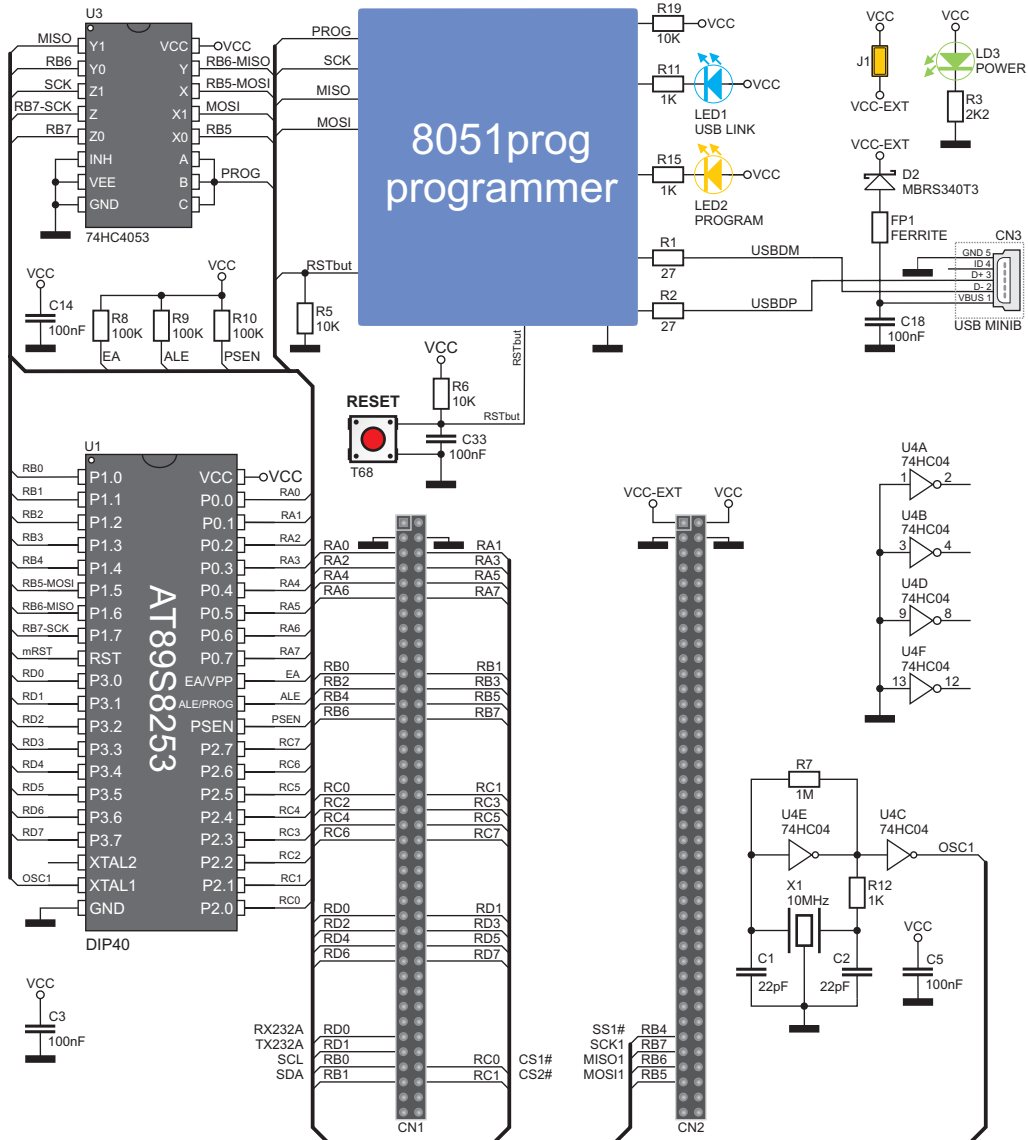 U3
MISO
RB6
SCK
RB7-SCK
RB7
Y1
Y0
Z1
Z
Z0
INH
VEE
GND
VCC
Y
X
X1
X0
A
B
C
VCC
RB6-MISO
RB5-MOSI
MOSI
RB5
PROG
74HC4053
PROG
SCK
MISO
MOSI
RSTbut
8051prog
programmer
R19
10K
VCC
R11
1K
VCC
LED1
USB LINK
R15
1K
VCC
LED2
PROGRAM
R1
27
USBDM
R2
27
USBDP
VCC
J1
VCC-EXT
VCC
LD3
POWER
R3
2K2
VCC-EXT
D2
MBRS340T3
FP1
FERRITE
CN3
GND 5
ID 4
D+ 3
D- 2
VBUS 1
USB MINIB
C18
100nF
VCC
C14
100nF
VCC
R8
100K
R9
100K
R10
100K
EA
ALE
PSEN
R5
10K
RSTbut
VCC
R6
10K
RSTbut
RESET
T68
C33
100nF
U1
RB0
RB1
RB2
RB3
RB4
RB5-MOSI
RB6-MISO
RB7-SCK
mRST
RD0
RD1
RD2
RD3
RD4
RD5
RD6
RD7
OSC1
P1.0
P1.1
P1.2
P1.3
P1.4
P1.5
P1.6
P1.7
RST
P3.0
P3.1
P3.2
P3.3
P3.4
P3.5
P3.6
P3.7
XTAL2
XTAL1
GND
AT89S8253
VCC
P0.0
P0.1
P0.2
P0.3
P0.4
P0.5
P0.6
P0.7
EA/VPP
ALE/PROG
PSEN
P2.7
P2.6
P2.5
P2.4
P2.3
P2.2
P2.1
P2.0
VCC
RA0
RA1
RA2
RA3
RA4
RA5
RA6
RA7
EA
ALE
PSEN
RC7
RC6
RC5
RC4
RC3
RC2
RC1
RC0
DIP40
VCC
C3
100nF
RA0
RA2
RA4
RA6
RA1
RA3
RA5
RA7
RB0
RB2
RB4
RB6
RB1
RB3
RB5
RB7
RC0
RC2
RC4
RC6
RC1
RC3
RC5
RC7
RD0
RD2
RD4
RD6
RD1
RD3
RD5
RD7
RX232A RD0
TX232A RD1
SCL RB0
SDA RB1
RC0 CS1#
RC1 CS2#
CN1
VCC-EXT
VCC
SS1# RB4
SCK1 RB7
MISO1 RB6
MOSI1 RB5
CN2
U4A
74HC04
1
2
U4B
74HC04
3
4
U4D
74HC04
9
8
U4F
74HC04
13
12
R7
1M
U4E
74HC04
U4C
74HC04
OSC1
X1
10MHz
R12
1K
C1
22pF
C2
22pF
VCC
C5
100nF